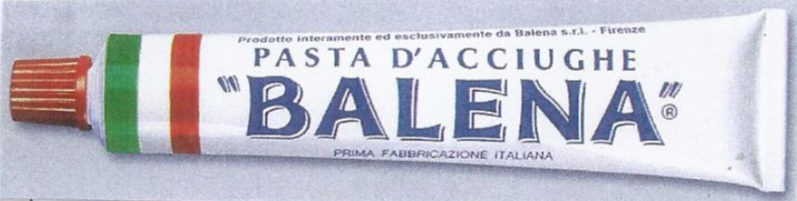 Prodotto interamente ed esclusivamente da Balena s.r.l. - Firenze
PASTA D'ACCIUGHE
"BALENA"®
PRIMA FABBRICAZIONE ITALIANA